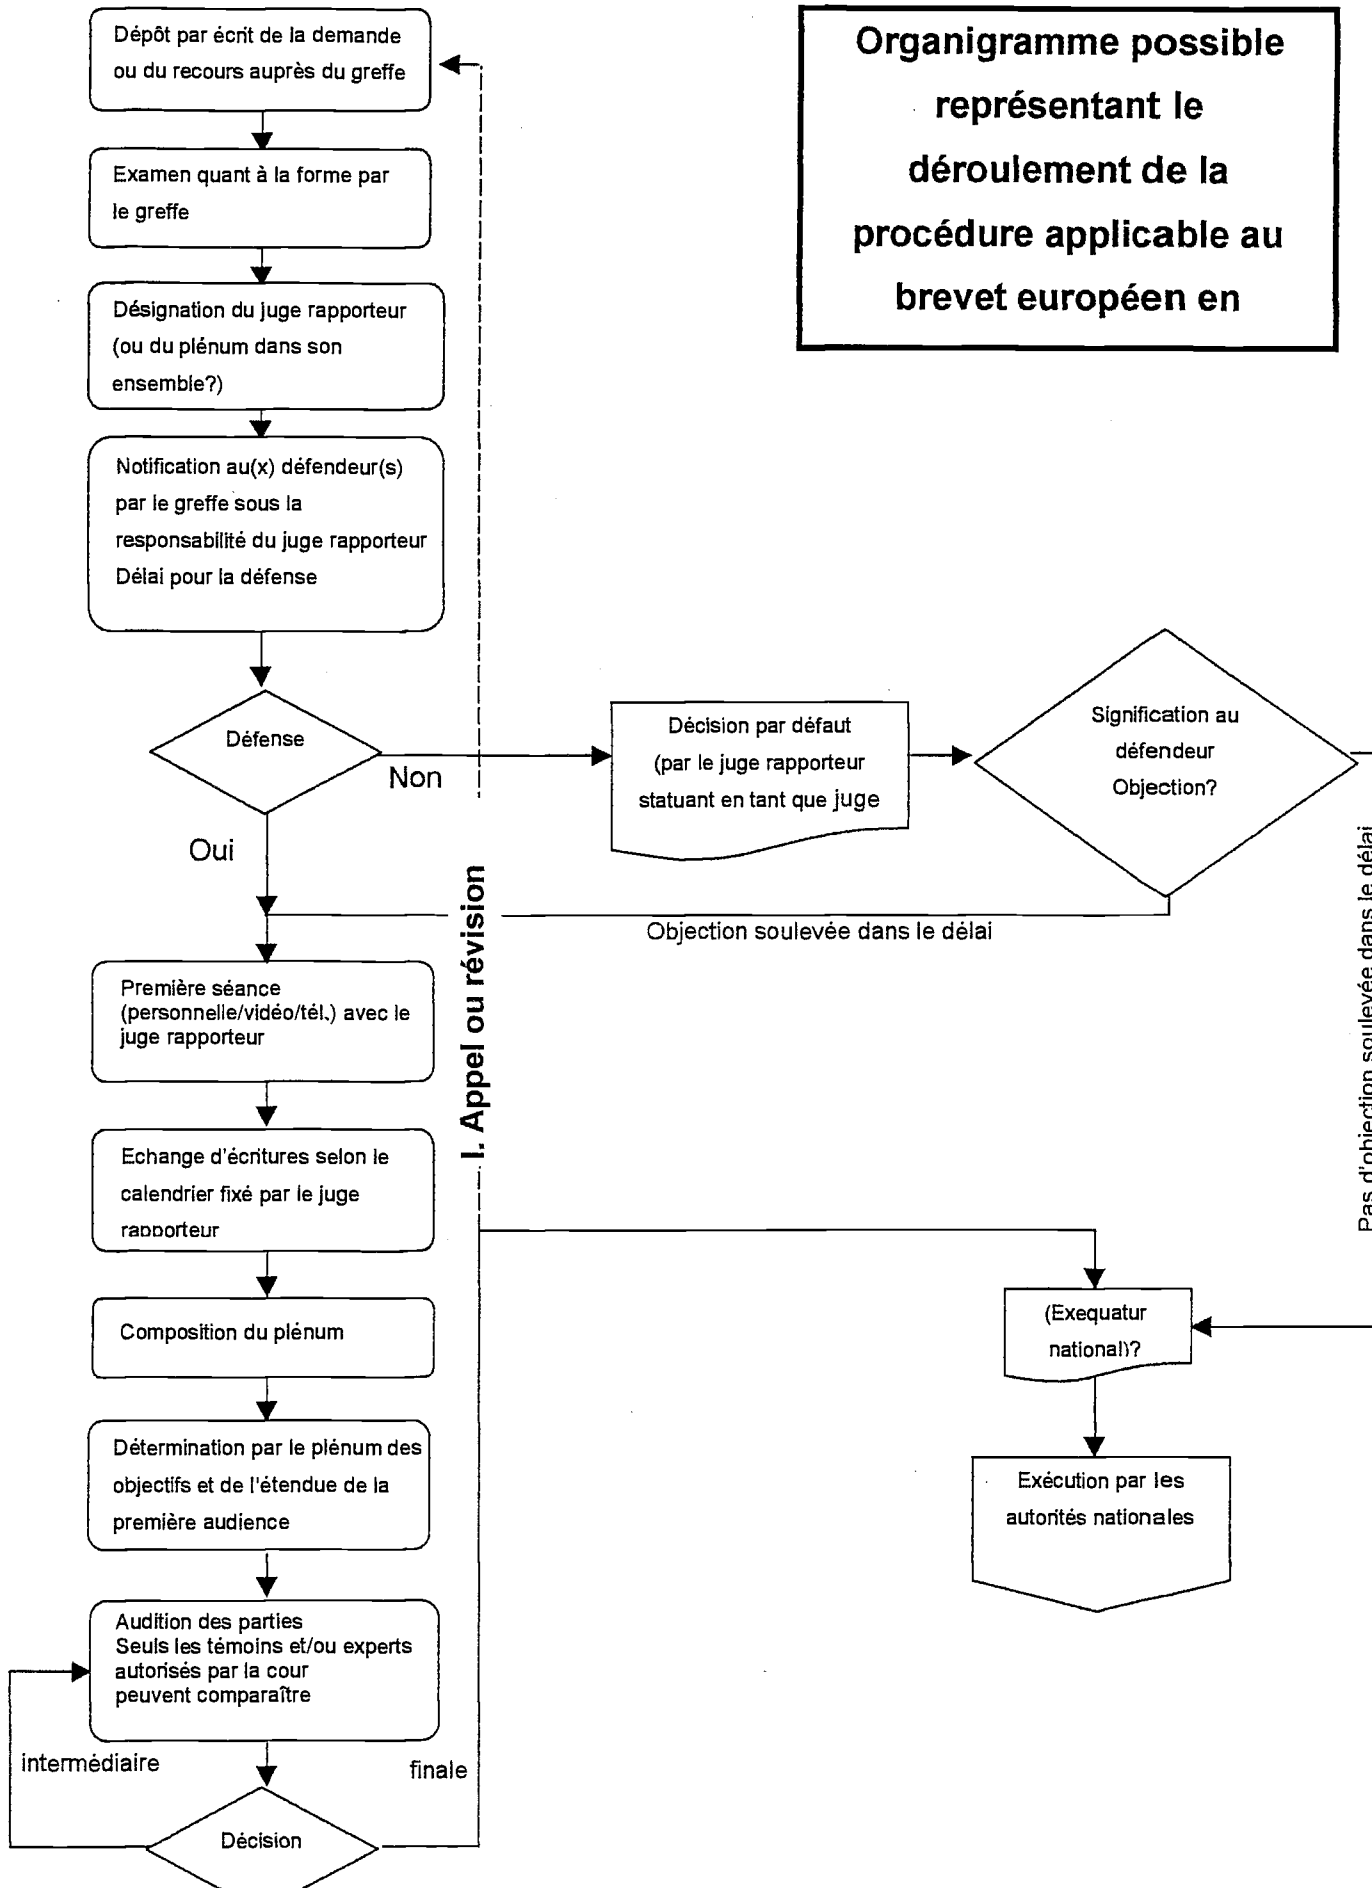 Organigramme possible
représentant le
déroulement de la
procédure applicable au
brevet européen en
Dépôt par écrit de la demande
ou du recours auprès du greffe
Examen quant à la forme par
le greffe
Désignation du juge rapporteur
(ou du plénum dans son
ensemble?)
Notification au(x) défendeur(s)
par le greffe sous la
responsabilité du juge rapporteur
Délai pour la défense
Défense
Non
Oui
Décision par défaut
(par le juge rapporteur
statuant en tant que juge
Signification au
défendeur
Objection?
Objection soulevée dans le délai
Pas d'objection soulevée dans le délai
I. Appel ou révision
Première séance
(personnelle/vidéo/tél.) avec le
juge rapporteur
Echange d'écritures selon le
calendrier fixé par le juge
rapporteur
Composition du plénum
Détermination par le plénum des
objectifs et de l'étendue de la
première audience
Audition des parties
Seuls les témoins et/ou experts
autorisés par la cour
peuvent comparaître
intermédiaire
finale
Décision
(Exequatur
national)?
Exécution par les
autorités nationales